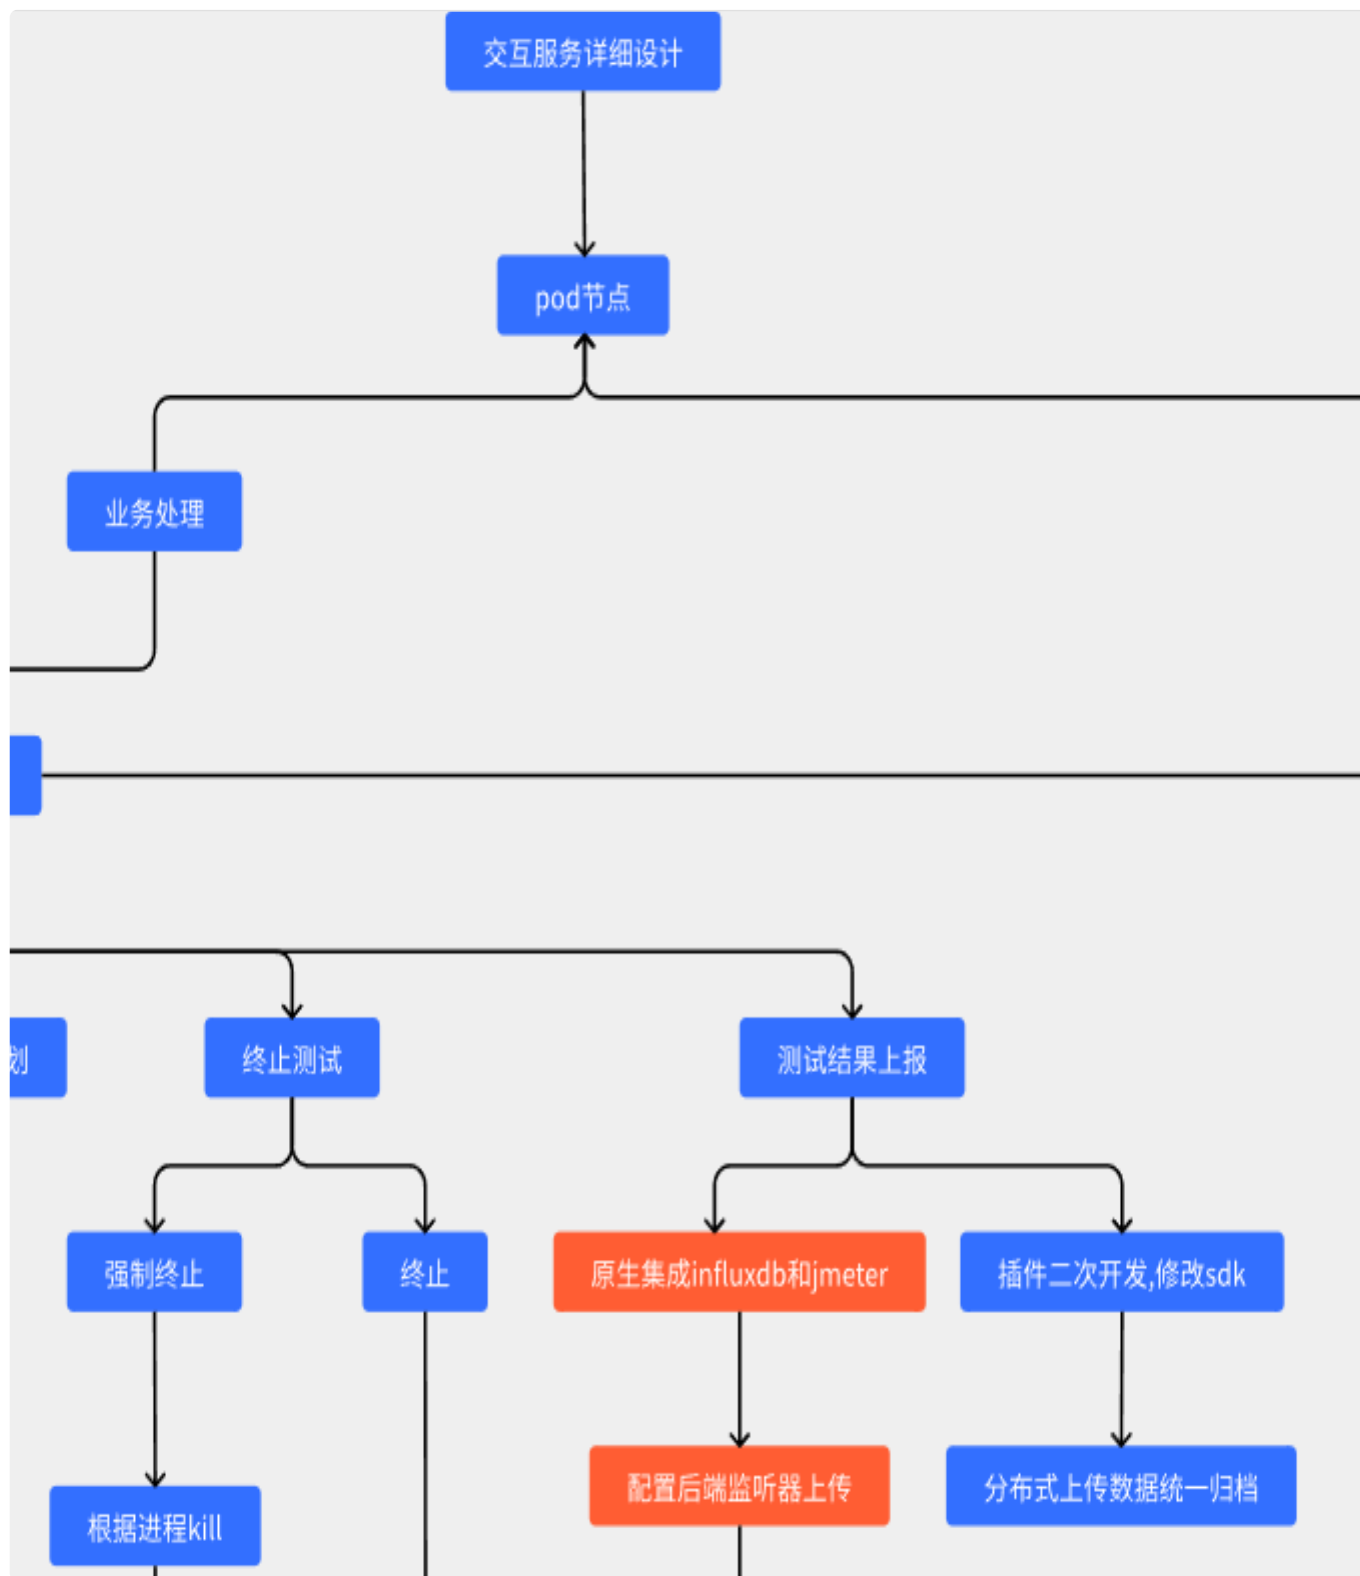 交互服务详细设计
pod节点
业务处理
划
终止测试
测试结果上报
强制终止
终止
原生集成influxdb和jmeter
插件二次开发,修改sdk
配置后端监听器上传
分布式上传数据统一归档
根据进程kill